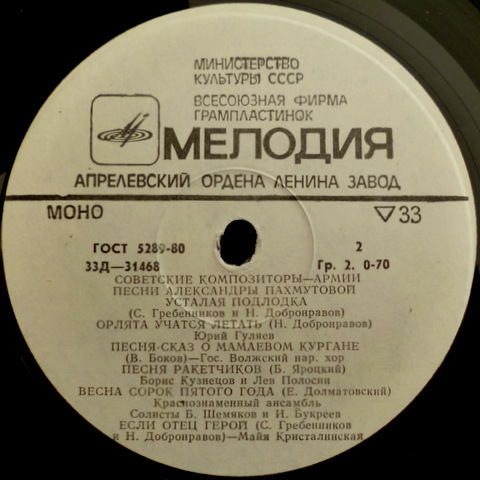 МИНИСТЕРСТВО
КУЛЬТУРЫ СССР
ВСЕСОЮЗНАЯ ФИРМА
ГРАМПЛАСТИНОК
МЕЛОДИЯ
АПРЕЛЕВСКИЙ ОРДЕНА ЛЕНИНА ЗАВОД
МОНО ▽33
ГОСТ 5289-80 2
33Д—31468 Гр. 2. 0-70
СОВЕТСКИЕ КОМПОЗИТОРЫ—АРМИИ
ПЕСНИ АЛЕКСАНДРЫ ПАХМУТОВОЙ
УСТАЛАЯ ПОДЛОДКА
(С. Гребенников и Н. Добронравов)
ОРЛЯТА УЧАТСЯ ЛЕТАТЬ (Н. Добронравов)
Юрий Гуляев
ПЕСНЯ-СКАЗ О МАМАЕВОМ КУРГАНЕ
(В. Боков)—Гос. Волжский нар. хор
ПЕСНЯ РАКЕТЧИКОВ (Б. Яроцкий)
Борис Кузнецов и Лев Полосин
ВЕСНА СОРОК ПЯТОГО ГОДА (Е. Долматовский)
Краснознаменный ансамбль
Солисты Б. Шемяков и И. Букреев
ЕСЛИ ОТЕЦ ГЕРОЙ (С. Гребенников
и Н. Добронравов)—Майя Кристалинская